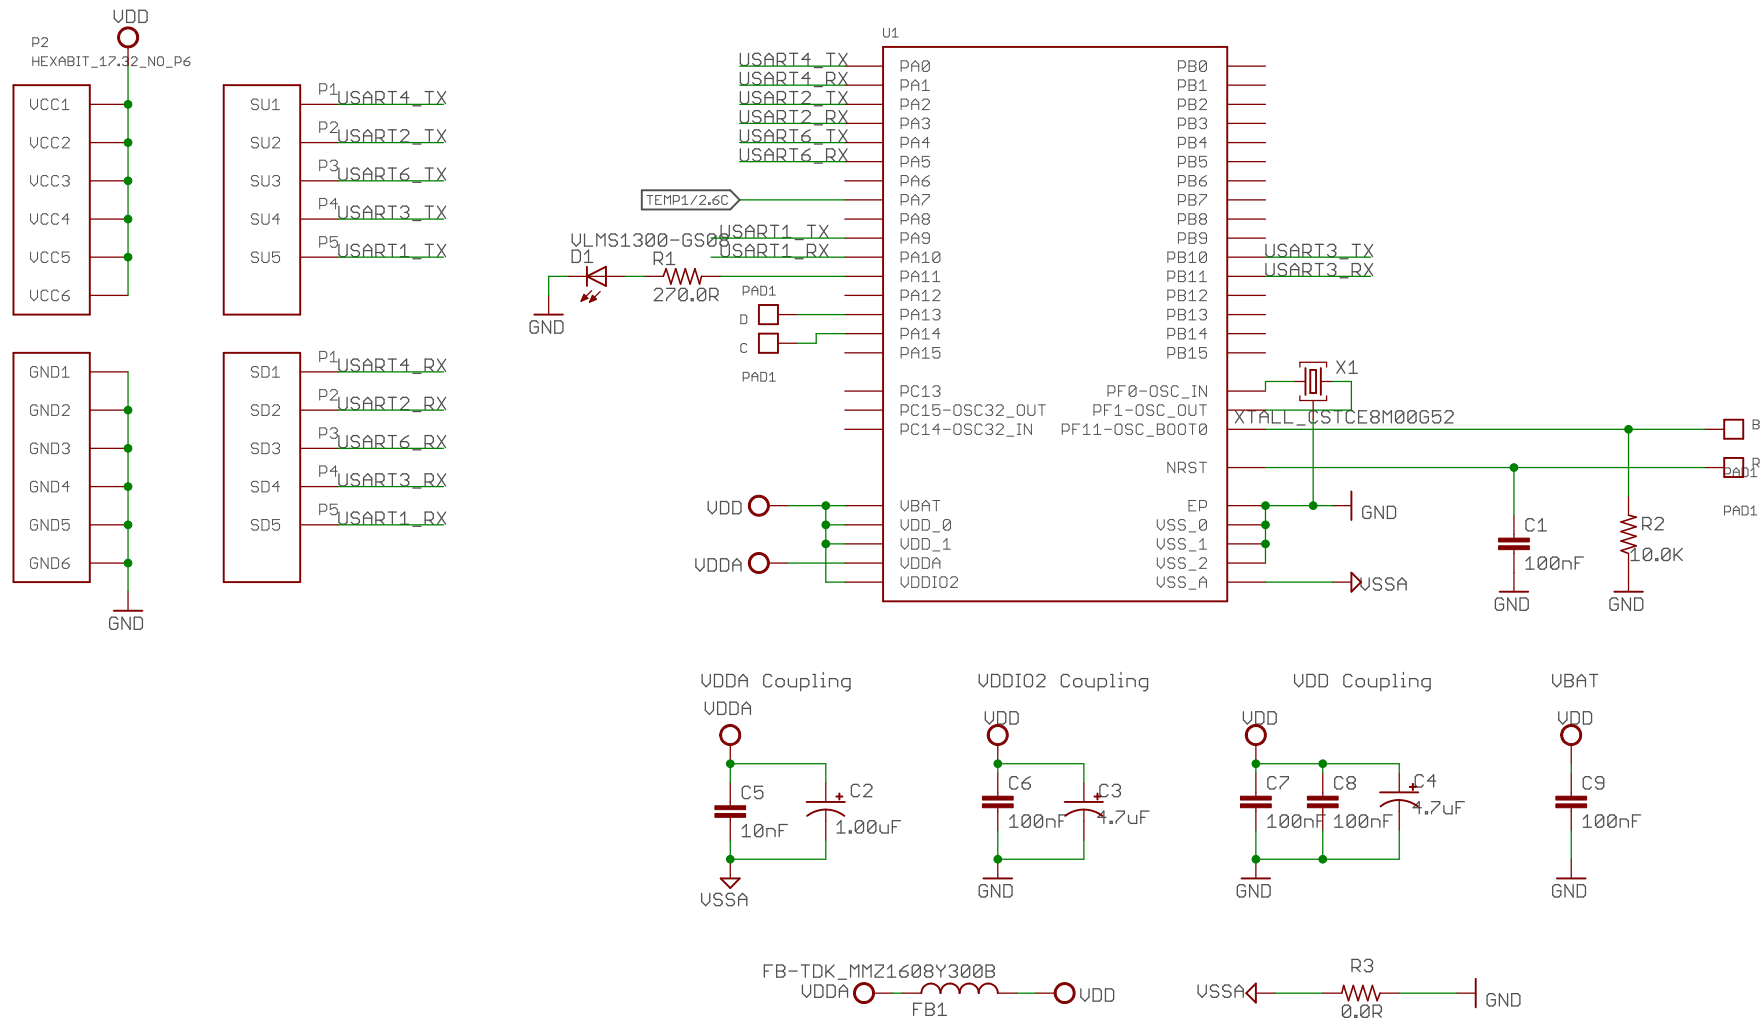 VDD
P2
HEXABIT_17.32_NO_P6
VCC1
VCC2
VCC3
VCC4
VCC5
VCC6
SU1
SU2
SU3
SU4
SU5
P1
USART4_TX
P2
USART2_TX
P3
USART6_TX
P4
USART3_TX
P5
USART1_TX
GND1
GND2
GND3
GND4
GND5
GND6
GND
SD1
SD2
SD3
SD4
SD5
P1
USART4_RX
P2
USART2_RX
P3
USART6_RX
P4
USART3_RX
P5
USART1_RX
U1
USART4_TX
USART4_RX
USART2_TX
USART2_RX
USART6_TX
USART6_RX
TEMP1/2.6C
USART1_TX
USART1_RX
VLMS1300-GS08
D1
R1
270.0R
GND
PAD1
D
C
PAD1
VDD
VDDA
PA0
PA1
PA2
PA3
PA4
PA5
PA6
PA7
PA8
PA9
PA10
PA11
PA12
PA13
PA14
PA15
PC13
PC15-OSC32_OUT
PC14-OSC32_IN
VBAT
VDD_0
VDD_1
VDDA
VDDIO2
PB0
PB1
PB2
PB3
PB4
PB5
PB6
PB7
PB8
PB9
PB10
PB11
PB12
PB13
PB14
PB15
PF0-OSC_IN
PF1-OSC_OUT
PF11-OSC_BOOT0
NRST
EP
VSS_0
VSS_1
VSS_2
VSS_A
USART3_TX
USART3_RX
X1
XTALL_CSTCE8M00G52
B
R
PAD1
PAD1
GND
VSSA
C1
100nF
GND
R2
10.0K
GND
VDDA Coupling
VDDA
C5
10nF
C2
+
1.00uF
VSSA
VDDIO2 Coupling
VDD
C6
100nF
C3
+
4.7uF
GND
VDD Coupling
VDD
C7
100nF
C8
100nF
C4
+
4.7uF
GND
VBAT
VDD
C9
100nF
GND
FB-TDK_MMZ1608Y300B
VDDA
FB1
VDD
VSSA
R3
0.0R
GND